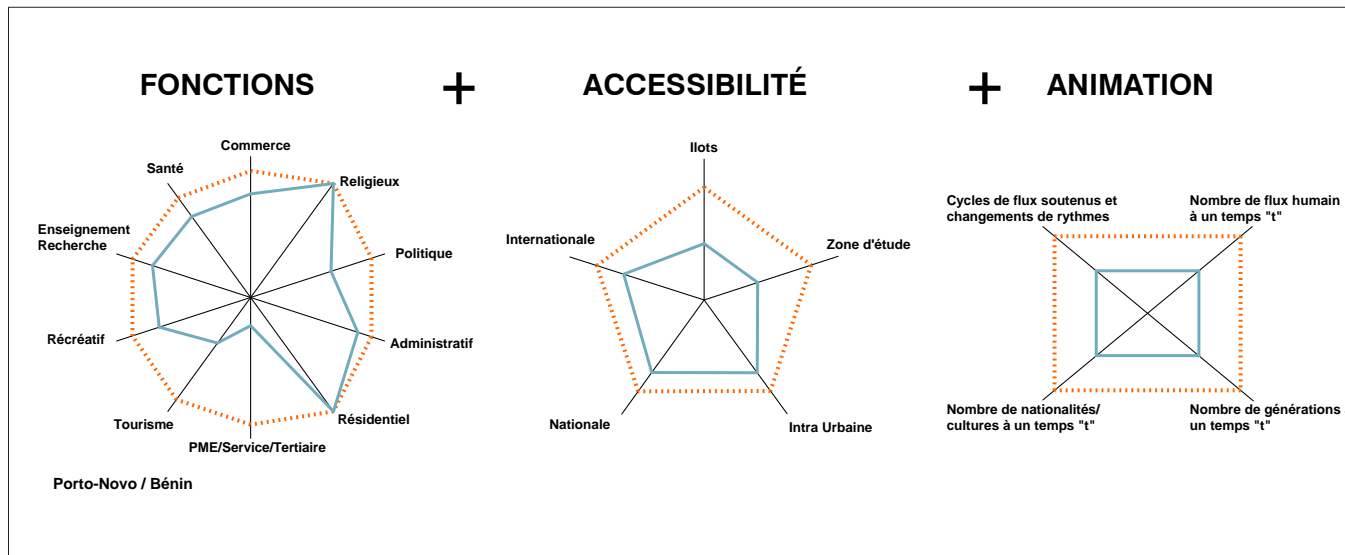 FONCTIONS + ACCESSIBILITÉ + ANIMATION
Commerce
Santé
Religieux
Enseignement
Recherche
Politique
Récréatif
Administratif
Tourisme
Résidentiel
PME/Service/Tertiaire
Ilots
Internationale
Zone d'étude
Nationale
Intra Urbaine
Cycles de flux soutenus et
changements de rythmes
Nombre de flux humain
à un temps "t"
Nombre de nationalités/
cultures à un temps "t"
Nombre de générations
un temps "t"
Porto-Novo / Bénin